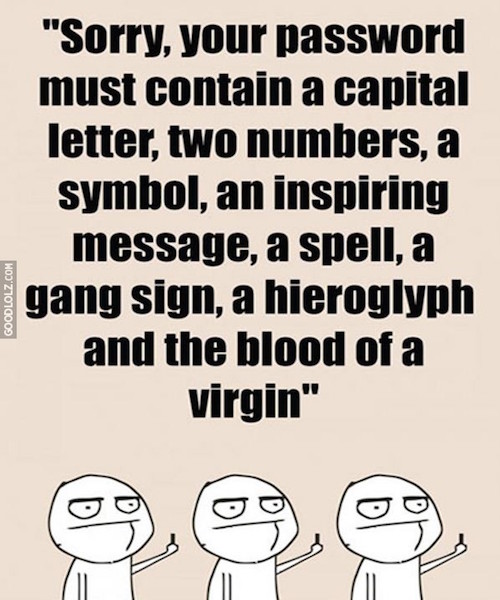 "Sorry, your password
must contain a capital
letter, two numbers, a
symbol, an inspiring
message, a spell, a
gang sign, a hieroglyph
and the blood of a
virgin"
GOODLOLZ.COM